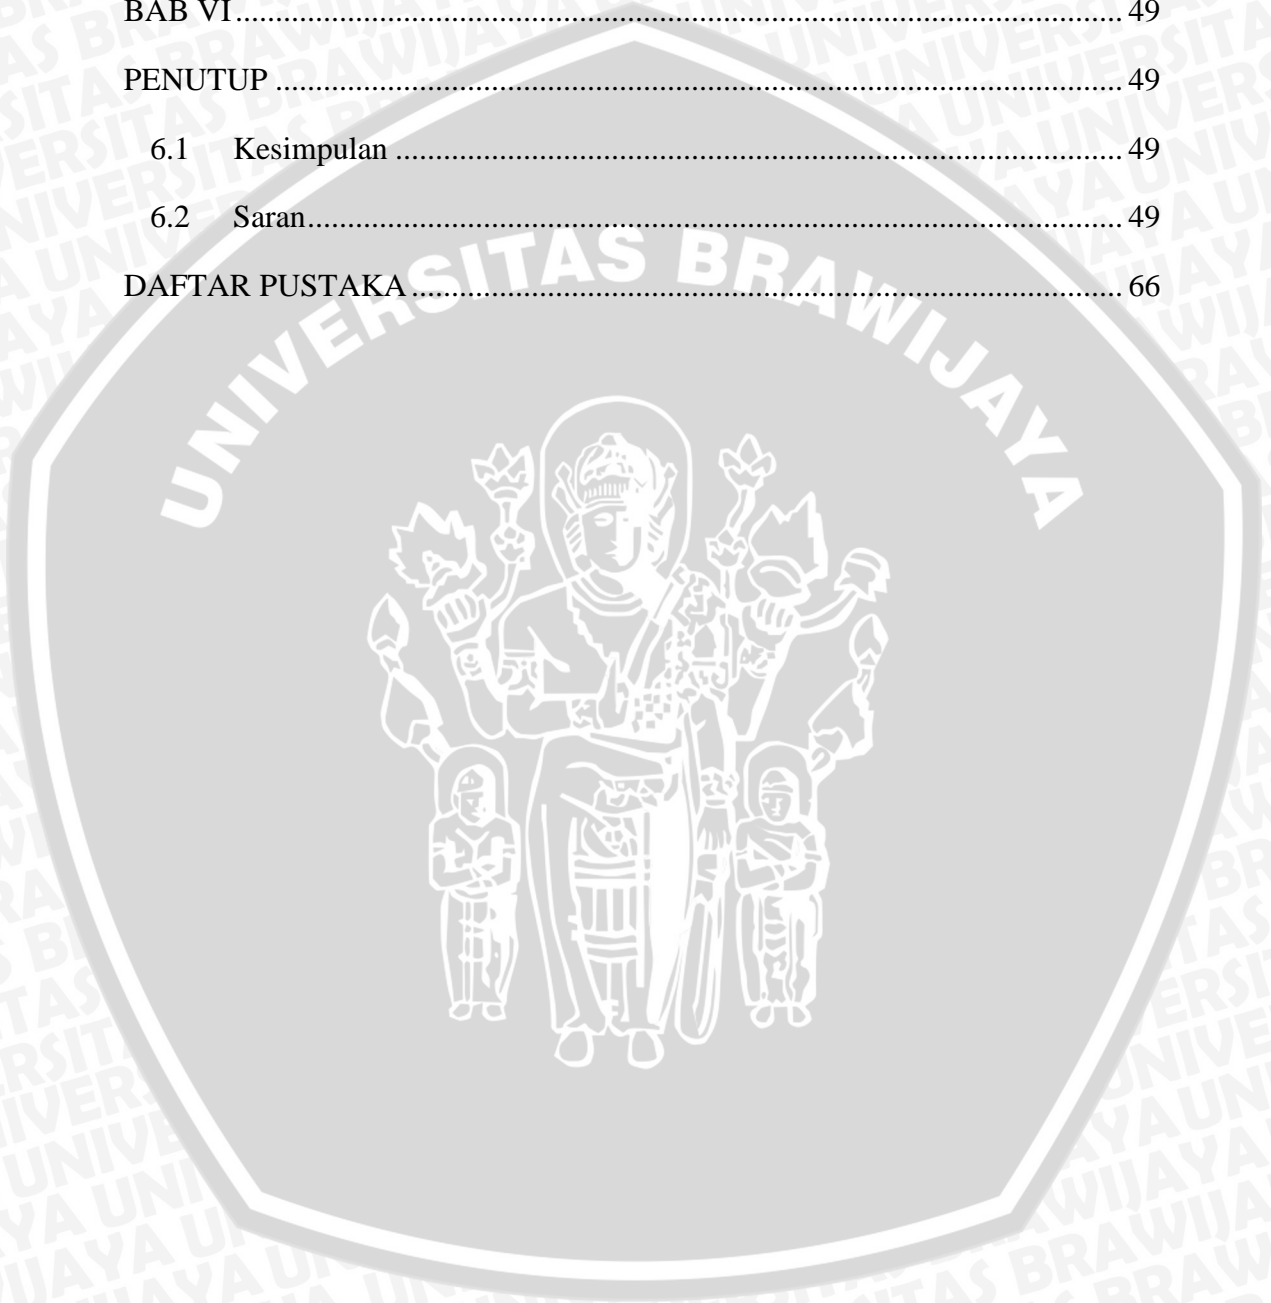 BAB VI.......................................................................................................... 49
PENUTUP ..................................................................................................... 49
6.1 Kesimpulan ....................................................................................... 49
6.2 Saran.................................................................................................. 49
DAFTAR PUSTAKA..................................................................................... 66
UNIVERSITAS BRAWIJAYA